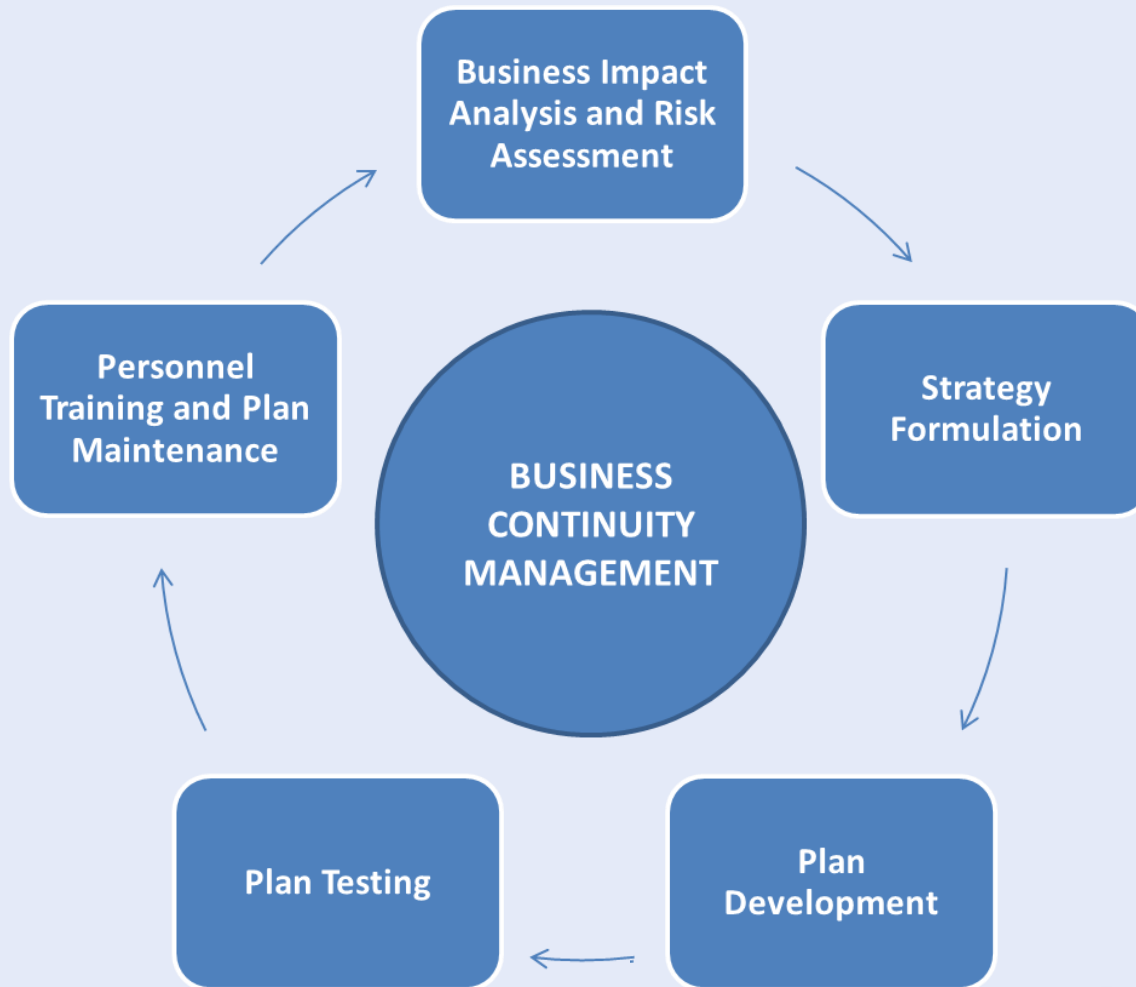 Business Impact
Analysis and Risk
Assessment
Personnel
Training and Plan
Maintenance
Strategy
Formulation
BUSINESS
CONTINUITY
MANAGEMENT
Plan Testing
Plan
Development